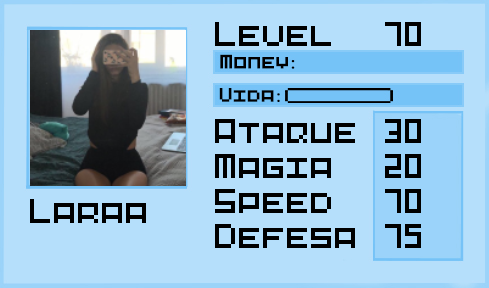 LEVEL 70
MONEY:
VIDA:
ATAQUE 30
MAGIA 20
SPEED 70
DEFESA 75
LARAA